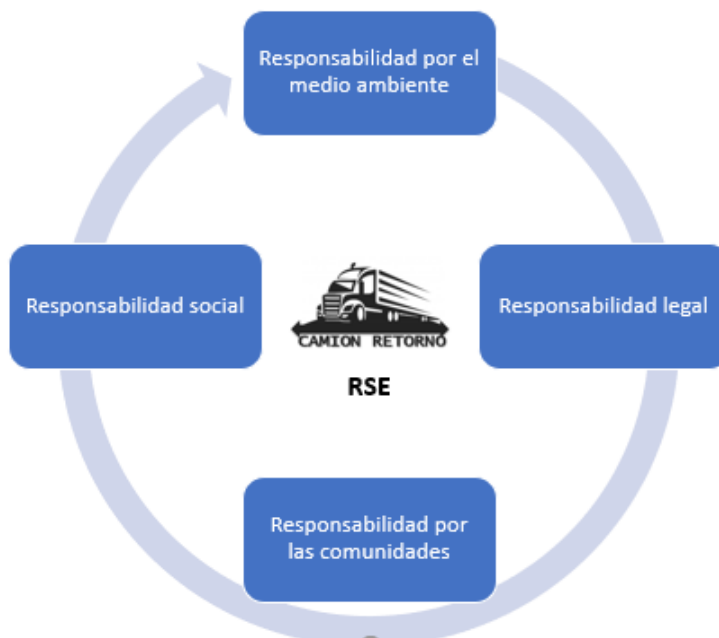 Responsabilidad por el
medio ambiente
Responsabilidad social
Responsabilidad legal
CAMION RETORNO
RSE
Responsabilidad por
las comunidades